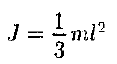 J = \frac{1}{3} ml^2